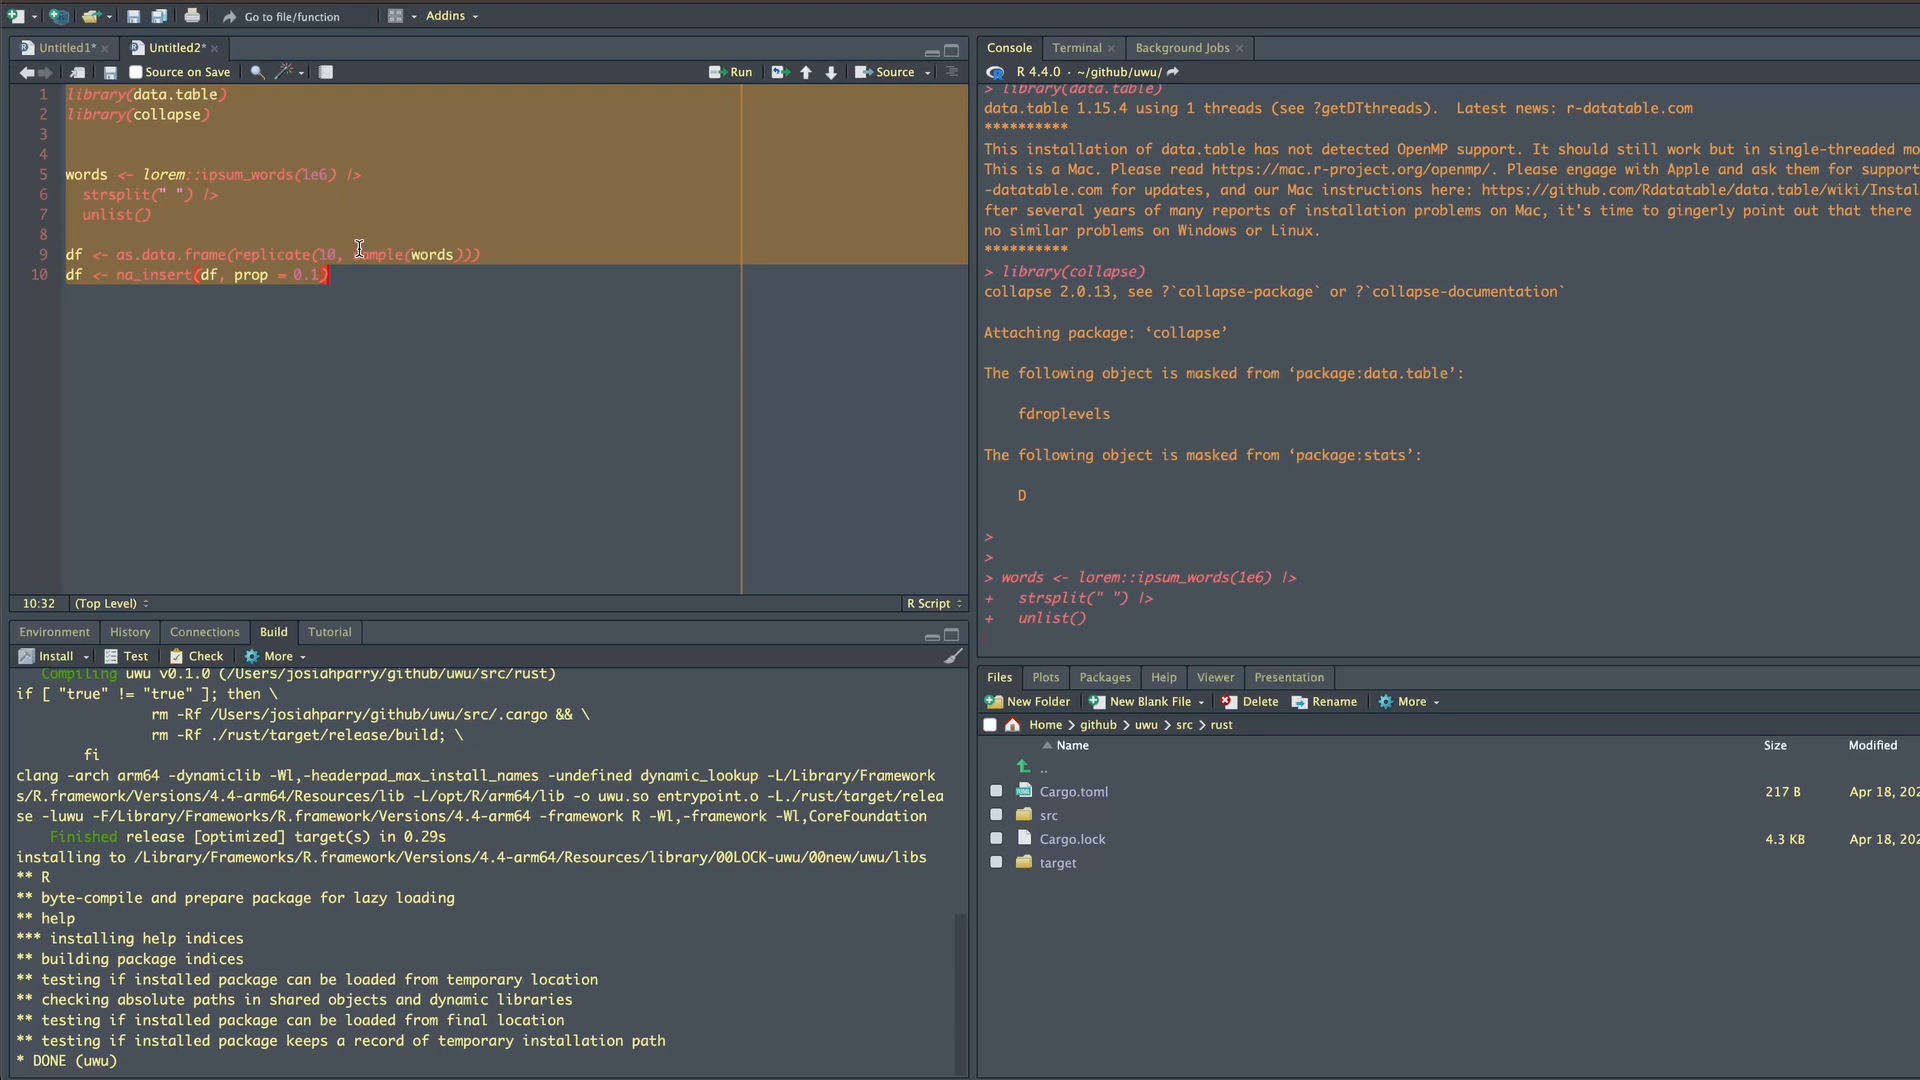 Go to file/function
Addins
Untitled1*
Untitled2*
Source on Save
Run
Source
1 library(data.table)
2 library(collapse)
3
4
5 words <- lorem::ipsum_words(1e6) |>
6 strsplit(" ") |>
7 unlist()
8
9 df <- as.data.frame(replicate(10, sample(words)))
10 df <- na_insert(df, prop = 0.1)
10:32 (Top Level)
R Script
Environment
History
Connections
Build
Tutorial
Install
Test
Check
More
Compiling uwu v0.1.0 (/Users/josiahparry/github/uwu/src/rust)
if [ "true" != "true" ]; then \
rm -Rf /Users/josiahparry/github/uwu/src/.cargo && \
rm -Rf ./rust/target/release/build; \
fi
clang -arch arm64 -dynamiclib -Wl,-headerpad_max_install_names -undefined dynamic_lookup -L/Library/Framework
s/R.framework/Versions/4.4-arm64/Resources/lib -L/opt/R/arm64/lib -o uwu.so entrypoint.o -L./rust/target/relea
se -luwu -F/Library/Frameworks/R.framework/Versions/4.4-arm64 -framework R -Wl,-framework -Wl,CoreFoundation
Finished release [optimized] target(s) in 0.29s
installing to /Library/Frameworks/R.framework/Versions/4.4-arm64/Resources/library/00LOCK-uwu/00new/uwu/libs
** R
** byte-compile and prepare package for lazy loading
** help
*** installing help indices
** building package indices
** testing if installed package can be loaded from temporary location
** checking absolute paths in shared objects and dynamic libraries
** testing if installed package can be loaded from final location
** testing if installed package keeps a record of temporary installation path
* DONE (uwu)
Console
Terminal
Background Jobs
R 4.4.0 · ~/github/uwu/
> library(data.table)
data.table 1.15.4 using 1 threads (see ?getDTthreads). Latest news: r-datatable.com
**********
This installation of data.table has not detected OpenMP support. It should still work but in single-threaded mo
This is a Mac. Please read https://mac.r-project.org/openmp/. Please engage with Apple and ask them for support
-datatable.com for updates, and our Mac instructions here: https://github.com/Rdatatable/data.table/wiki/Instal
fter several years of many reports of installation problems on Mac, it's time to gingerly point out that there
no similar problems on Windows or Linux.
**********
> library(collapse)
collapse 2.0.13, see ?`collapse-package` or ?`collapse-documentation`
Attaching package: ‘collapse’
The following object is masked from ‘package:data.table’:
fdroplevels
The following object is masked from ‘package:stats’:
D
>
>
> words <- lorem::ipsum_words(1e6) |>
+ strsplit(" ") |>
+ unlist()
Files
Plots
Packages
Help
Viewer
Presentation
New Folder
New Blank File
Delete
Rename
More
Home > github > uwu > src > rust
Name Size Modified
..
Cargo.toml 217 B Apr 18, 202
src
Cargo.lock 4.3 KB Apr 18, 202
target